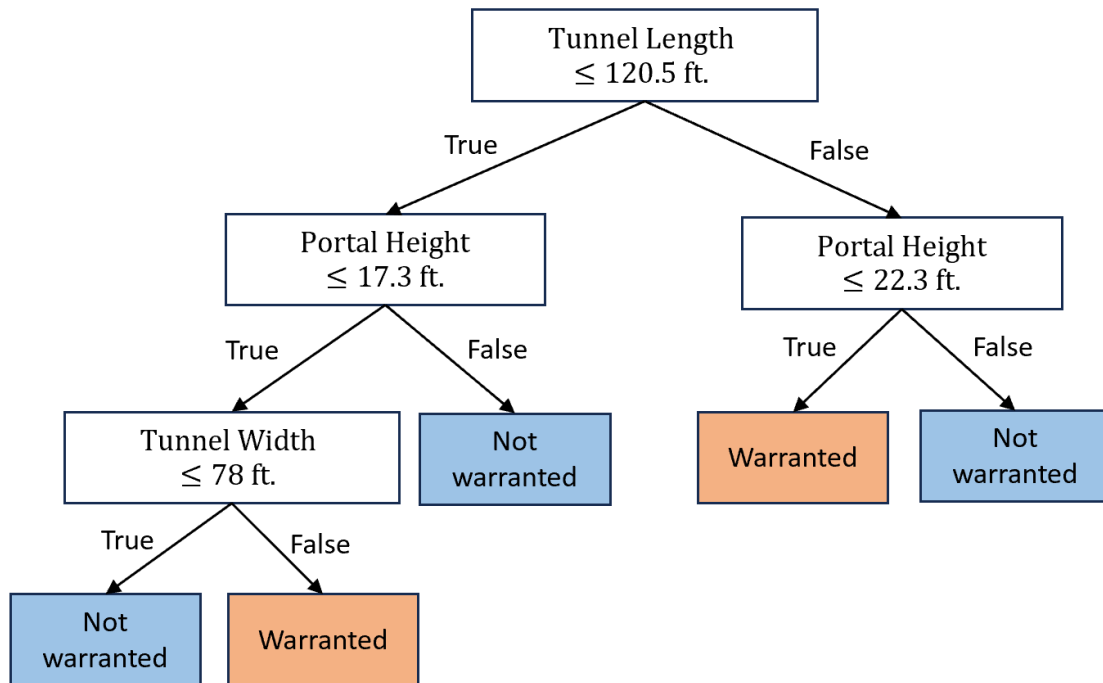 Tunnel Length
≤ 120.5 ft.
True
False
Portal Height
≤ 17.3 ft.
Portal Height
≤ 22.3 ft.
True
False
True
False
Tunnel Width
≤ 78 ft.
Not
warranted
Warranted
Not
warranted
True
False
Not
warranted
Warranted